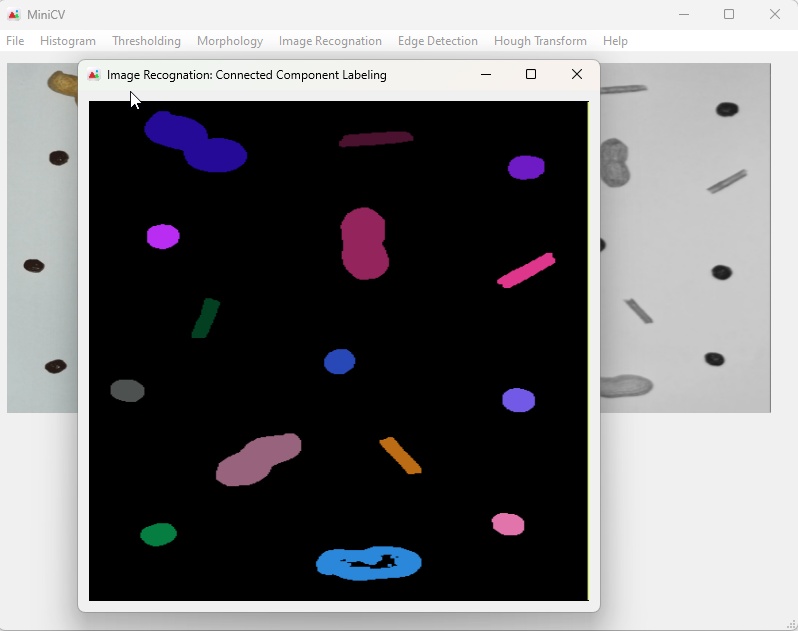 MiniCV
File Histogram Thresholding Morphology Image Recognation Edge Detection Hough Transform Help
Image Recognation: Connected Component Labeling